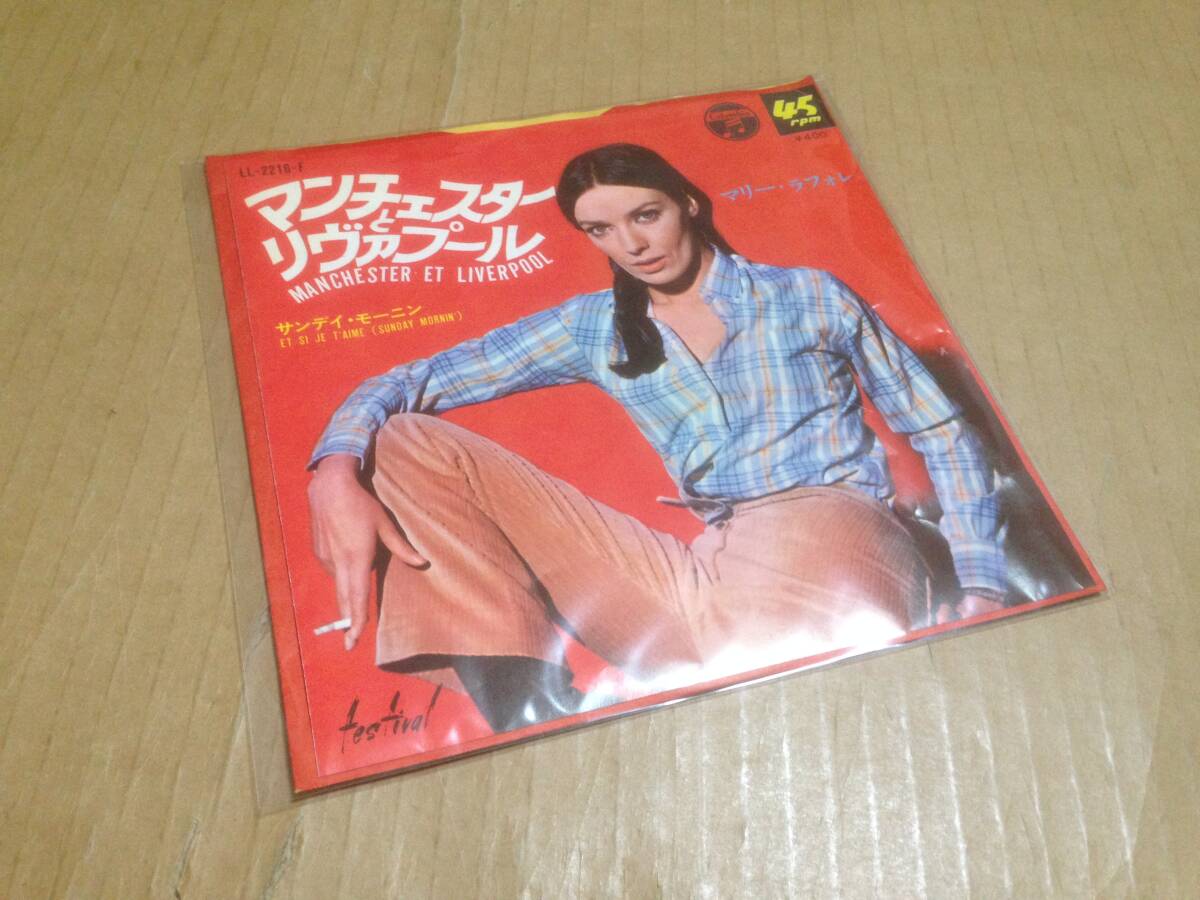 LL-2216-F
マンチェスター
と
リヴァプール
MANCHESTER ET LIVERPOOL
サンデイ・モーニン
ET SI JE T'AIME (SUNDAY MORNIN')
45
rpm
¥400
マリー・ラフォレ
festival